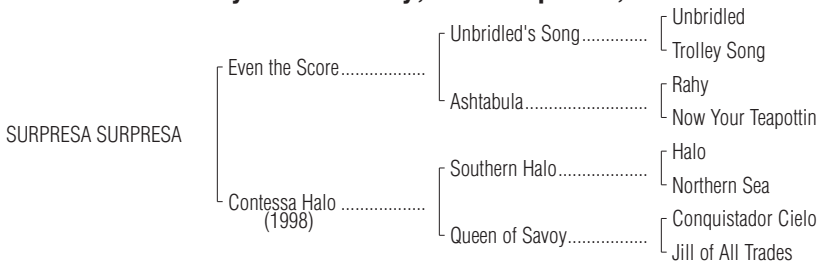 Unbridled
Unbridled's Song..............
Trolley Song
Even the Score..................
Rahy
Ashtabula..........................
Now Your Teapottin
SURPRESA SURPRESA
Halo
Southern Halo...................
Northern Sea
Contessa Halo ..................
(1998)
Conquistador Cielo
Queen of Savoy.................
Jill of All Trades